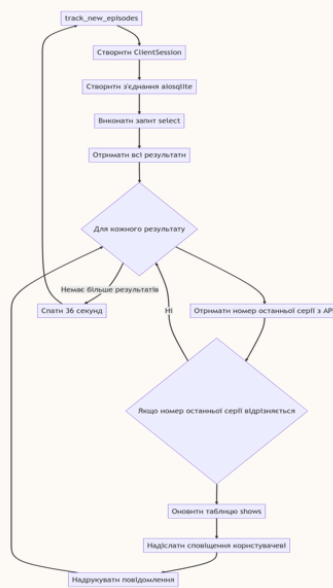 track_new_episodes
Створити ClientSession
Створити з'єднання aiosqlite
Виконати запит select
Отримати всі результати
Для кожного результату
Немає більше результатів
Спати 36 секунд
НІ
Отримати номер останньої серії з API
Якщо номер останньої серії відрізняється
Оновити таблицю shows
Надіслати сповіщення користувачеві
Надрукувати повідомлення